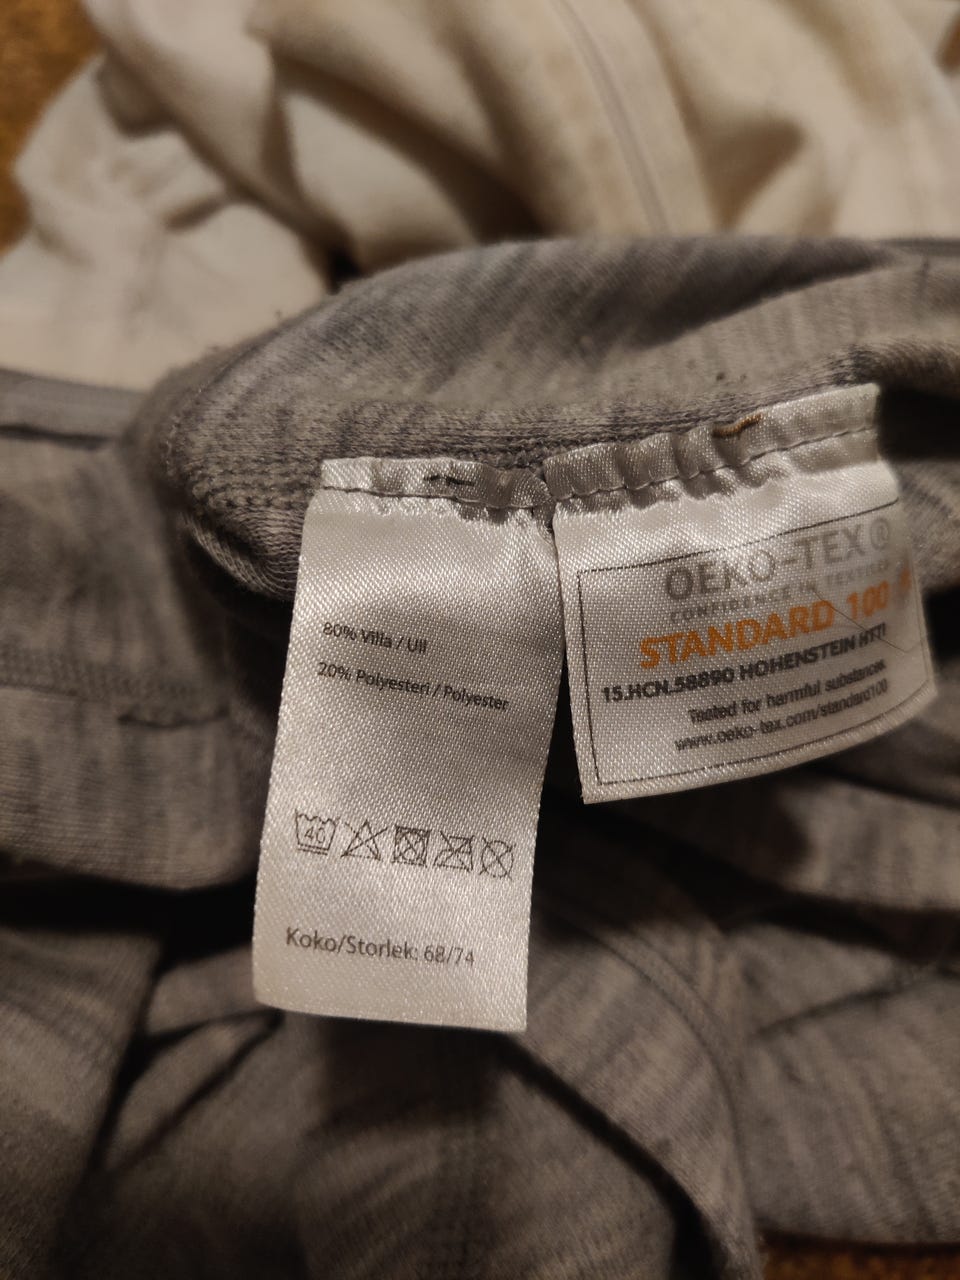 80% Villa / Ull
20% Polyesteri / Polyester
40
Koko/Storlek: 68/74
OEKO-TEX®
CONFIDENCE IN TEXTILES
STANDARD 100
15.HCN.58890 HOHENSTEIN HTTI
Tested for harmful substances
www.oeko-tex.com/standard100